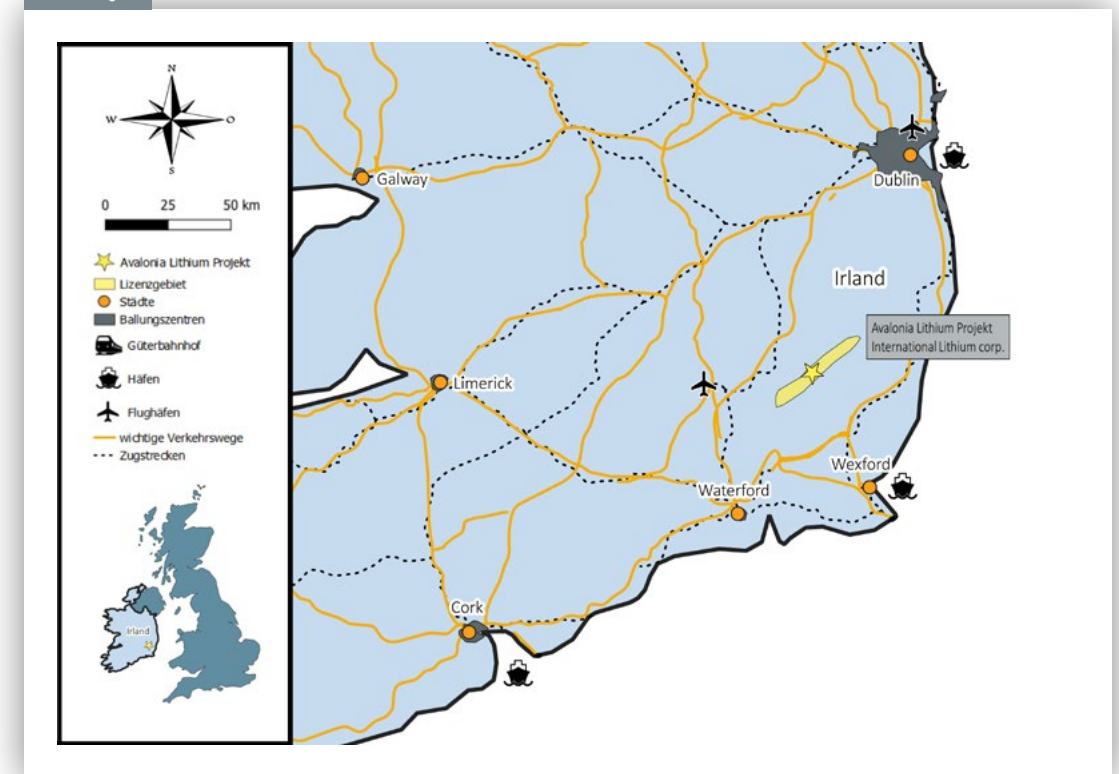 N
W
O
S
0 25 50 km
Avalonia Lithium Projekt
Lizenzgebiet
Städte
Ballungszentren
Güterbahnhof
Häfen
Flughäfen
wichtige Verkehrswege
Zugstrecken
Irland
Galway
Dublin
Irland
Avalonia Lithium Projekt
International Lithium corp.
Limerick
Wexford
Waterford
Cork